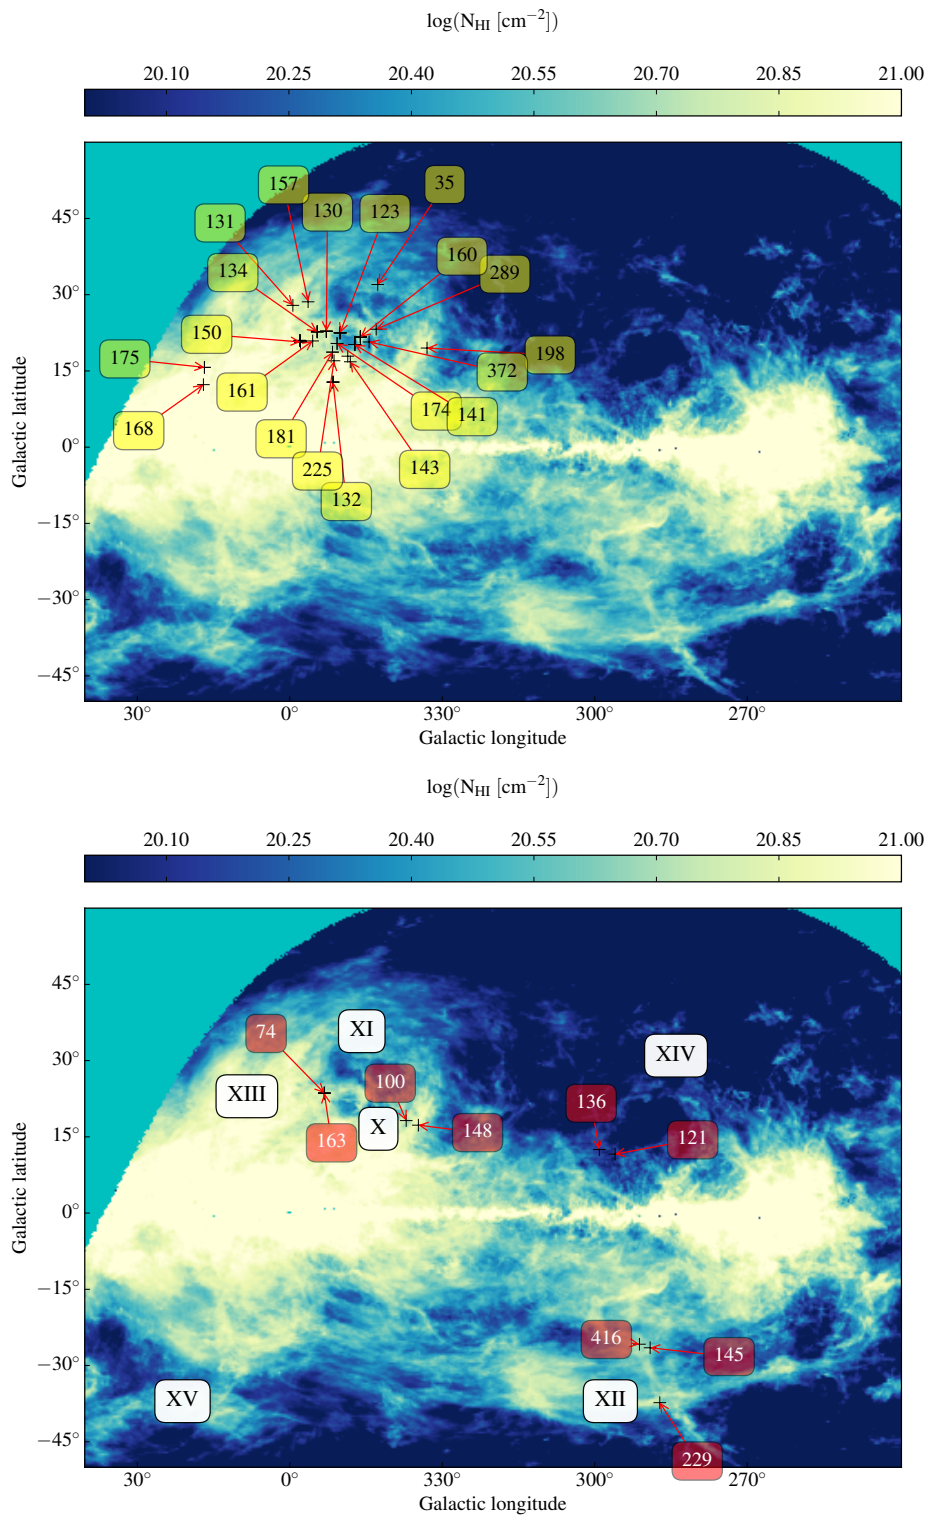 log(N_HI [cm^−2])
20.10 20.25 20.40 20.55 20.70 20.85 21.00
157 35
130 123
131
45°
160
134 289
30°
150
198
175 372
15°
161
174 141
168
181
0°
143
225
132
−15°
−30°
−45°
30° 0° 330° 300° 270°
Galactic latitude
Galactic longitude
log(N_HI [cm^−2])
20.10 20.25 20.40 20.55 20.70 20.85 21.00
45°
74 XI
XIV
30°
100
XIII
136
X 148
121
163
15°
0°
−15°
416
145
−30°
XV XII
−45°
229
30° 0° 330° 300° 270°
Galactic latitude
Galactic longitude